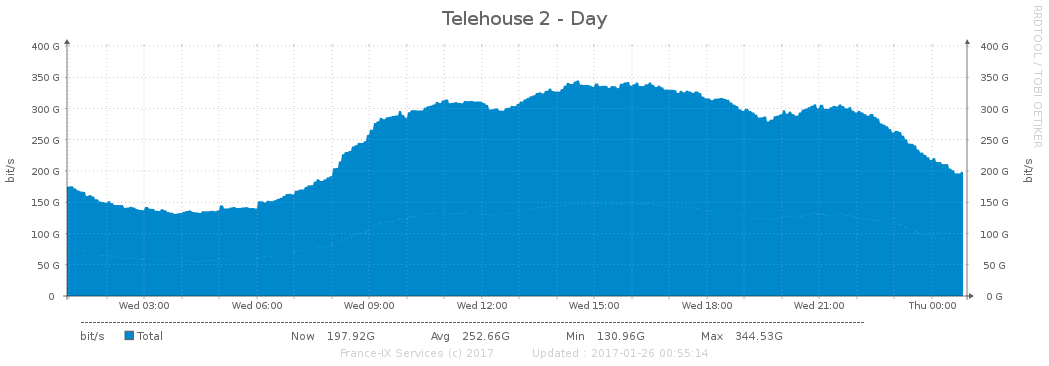 Telehouse 2 - Day
RRDTOOL / TOBI OETIKER
400 G 400 G
350 G 350 G
300 G 300 G
250 G 250 G
200 G 200 G
150 G 150 G
100 G 100 G
50 G 50 G
0 0 G
bit/s bit/s
Wed 03:00 Wed 06:00 Wed 09:00 Wed 12:00 Wed 15:00 Wed 18:00 Wed 21:00 Thu 00:00
bit/s Total Now 197.92G Avg 252.66G Min 130.96G Max 344.53G
France-IX Services (c) 2017 Updated : 2017-01-26 00:55:14